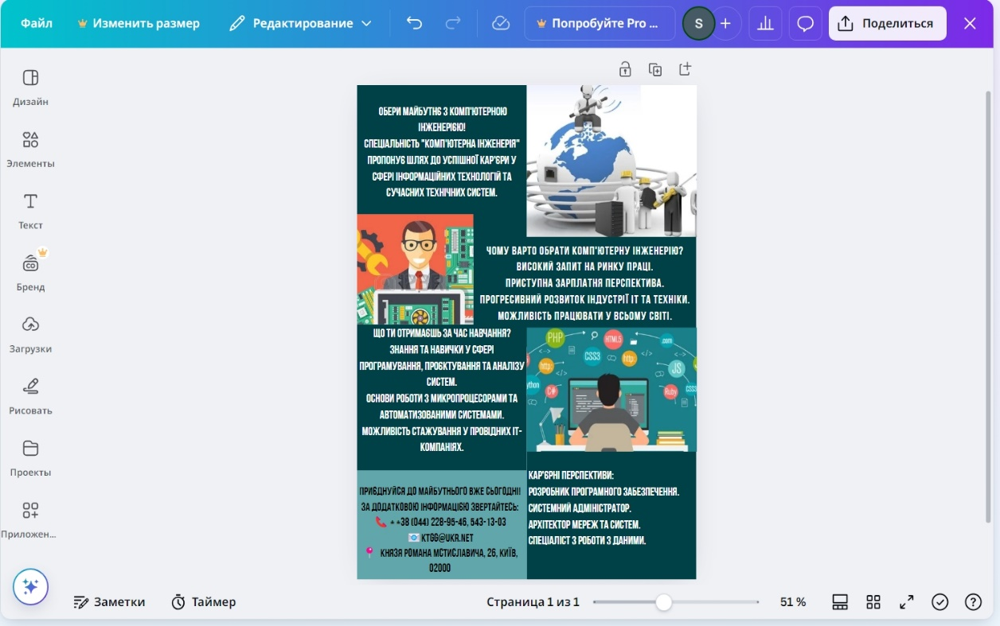 Файл
Изменить размер
Редактирование
Попробуйте Pro ...
S
Поделиться
Дизайн
Элементы
Текст
Бренд
Загрузки
Рисовать
Проекты
Приложен...
ОБЕРИ МАЙБУТНЄ З КОМП'ЮТЕРНОЮ
ІНЖЕНЕРІЄЮ!
СПЕЦІАЛЬНІСТЬ "КОМП'ЮТЕРНА ІНЖЕНЕРІЯ"
ПРОПОНУЄ ШЛЯХ ДО УСПІШНОЇ КАР'ЄРИ У
СФЕРІ ІНФОРМАЦІЙНИХ ТЕХНОЛОГІЙ ТА
СУЧАСНИХ ТЕХНІЧНИХ СИСТЕМ.
ЧОМУ ВАРТО ОБРАТИ КОМП'ЮТЕРНУ ІНЖЕНЕРІЮ?
ВИСОКИЙ ЗАПИТ НА РИНКУ ПРАЦІ.
ПРИСТУПНА ЗАРПЛАТНЯ ПЕРСПЕКТИВА.
ПРОГРЕСИВНИЙ РОЗВИТОК ІНДУСТРІЇ ІТ ТА ТЕХНІКИ.
МОЖЛИВІСТЬ ПРАЦЮВАТИ У ВСЬОМУ СВІТІ.
ЩО ТИ ОТРИМАЄШЬ ЗА ЧАС НАВЧАННЯ?
ЗНАННЯ ТА НАВИЧКИ У СФЕРІ
ПРОГРАМУВАННЯ, ПРОЄКТУВАННЯ ТА АНАЛІЗУ
СИСТЕМ.
ОСНОВИ РОБОТИ З МИКРОПРОЦЕСОРАМИ ТА
АВТОМАТИЗОВАНИМИ СИСТЕМАМИ.
МОЖЛИВІСТЬ СТАЖУВАННЯ У ПРОВІДНИХ ІТ-
КОМПАНІЯХ.
PHP
HTML5
.com
CSS3
http:
http:
JS
ython
C#
Ruby
CSS3
КАР'ЄРНІ ПЕРСПЕКТИВИ:
РОЗРОБНИК ПРОГРАМНОГО ЗАБЕЗПЕЧЕННЯ.
СИСТЕМНИЙ АДМІНІСТРАТОР.
АРХІТЕКТОР МЕРЕЖ ТА СИСТЕМ.
СПЕЦІАЛІСТ З РОБОТИ З ДАНИМИ.
ПРИЄДНУЙСЯ ДО МАЙБУТНЬОГО ВЖЕ СЬОГОДНІ!
ЗА ДОДАТКОВОЮ ІНФОРМАЦІЄЮ ЗВЕРТАЙТЕСЬ:
📞 ++38 (044) 228-95-46, 543-13-03
📧 KTGG@UKR.NET
📍 КНЯЗЯ РОМАНА МСТИСЛАВИЧА, 26, КИЇВ,
02000
Заметки
Таймер
Страница 1 из 1
51 %